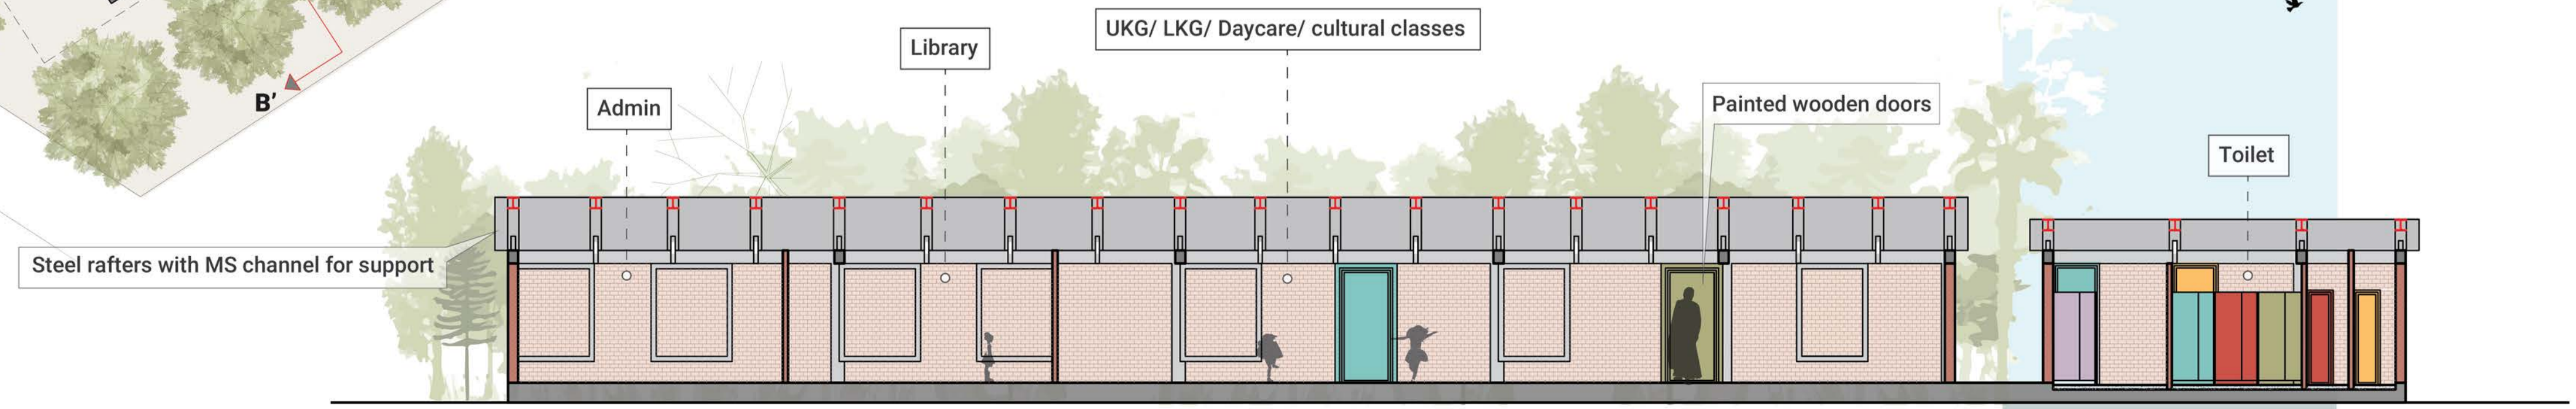 UKG/ LKG/ Daycare/ cultural classes
Library
Admin
Painted wooden doors
B’
Toilet
Steel rafters with MS channel for support